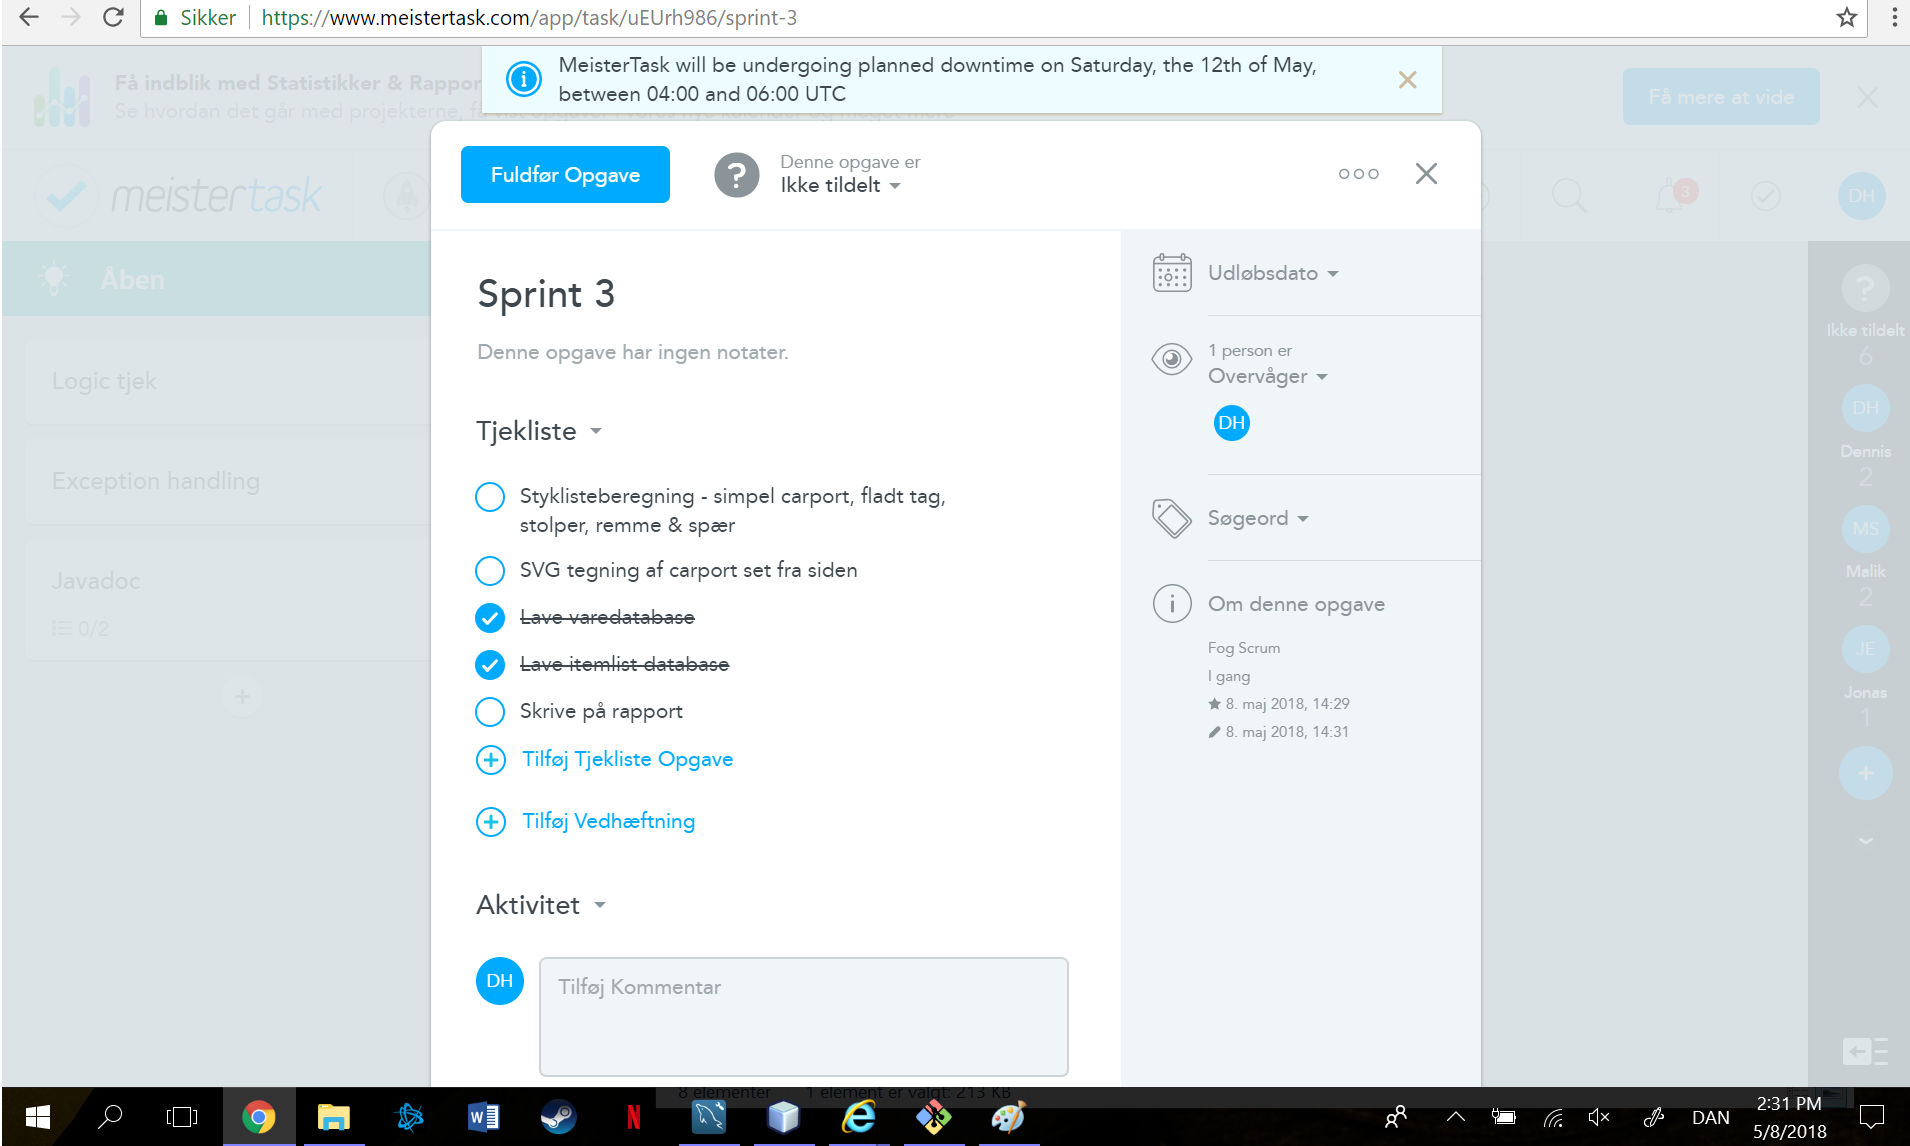 Sikker
https://www.meistertask.com/app/task/uEUrh986/sprint-3
MeisterTask will be undergoing planned downtime on Saturday, the 12th of May,
between 04:00 and 06:00 UTC
Få indblik med Statistikker & Rappor
Se hvordan det går med projekterne, få
Få mere at vide
meistertask
Fuldfør Opgave
?
Denne opgave er
Ikke tildelt
3
DH
Åben
Logic tjek
Exception handling
Javadoc
0/2
Sprint 3
Denne opgave har ingen notater.
Tjekliste
Styklisteberegning - simpel carport, fladt tag,
stolper, remme & spær
SVG tegning af carport set fra siden
Lave varedatabase
Lave itemlist database
Skrive på rapport
Tilføj Tjekliste Opgave
Tilføj Vedhæftning
Aktivitet
DH
Tilføj Kommentar
Udløbsdato
1 person er
Overvåger
DH
Søgeord
Om denne opgave
Fog Scrum
I gang
8. maj 2018, 14:29
8. maj 2018, 14:31
?
Ikke tildelt
6
DH
Dennis
2
MS
Malik
2
JE
Jonas
1
8 elementer
1 element er valgt: 213 KB
DAN
2:31 PM
5/8/2018